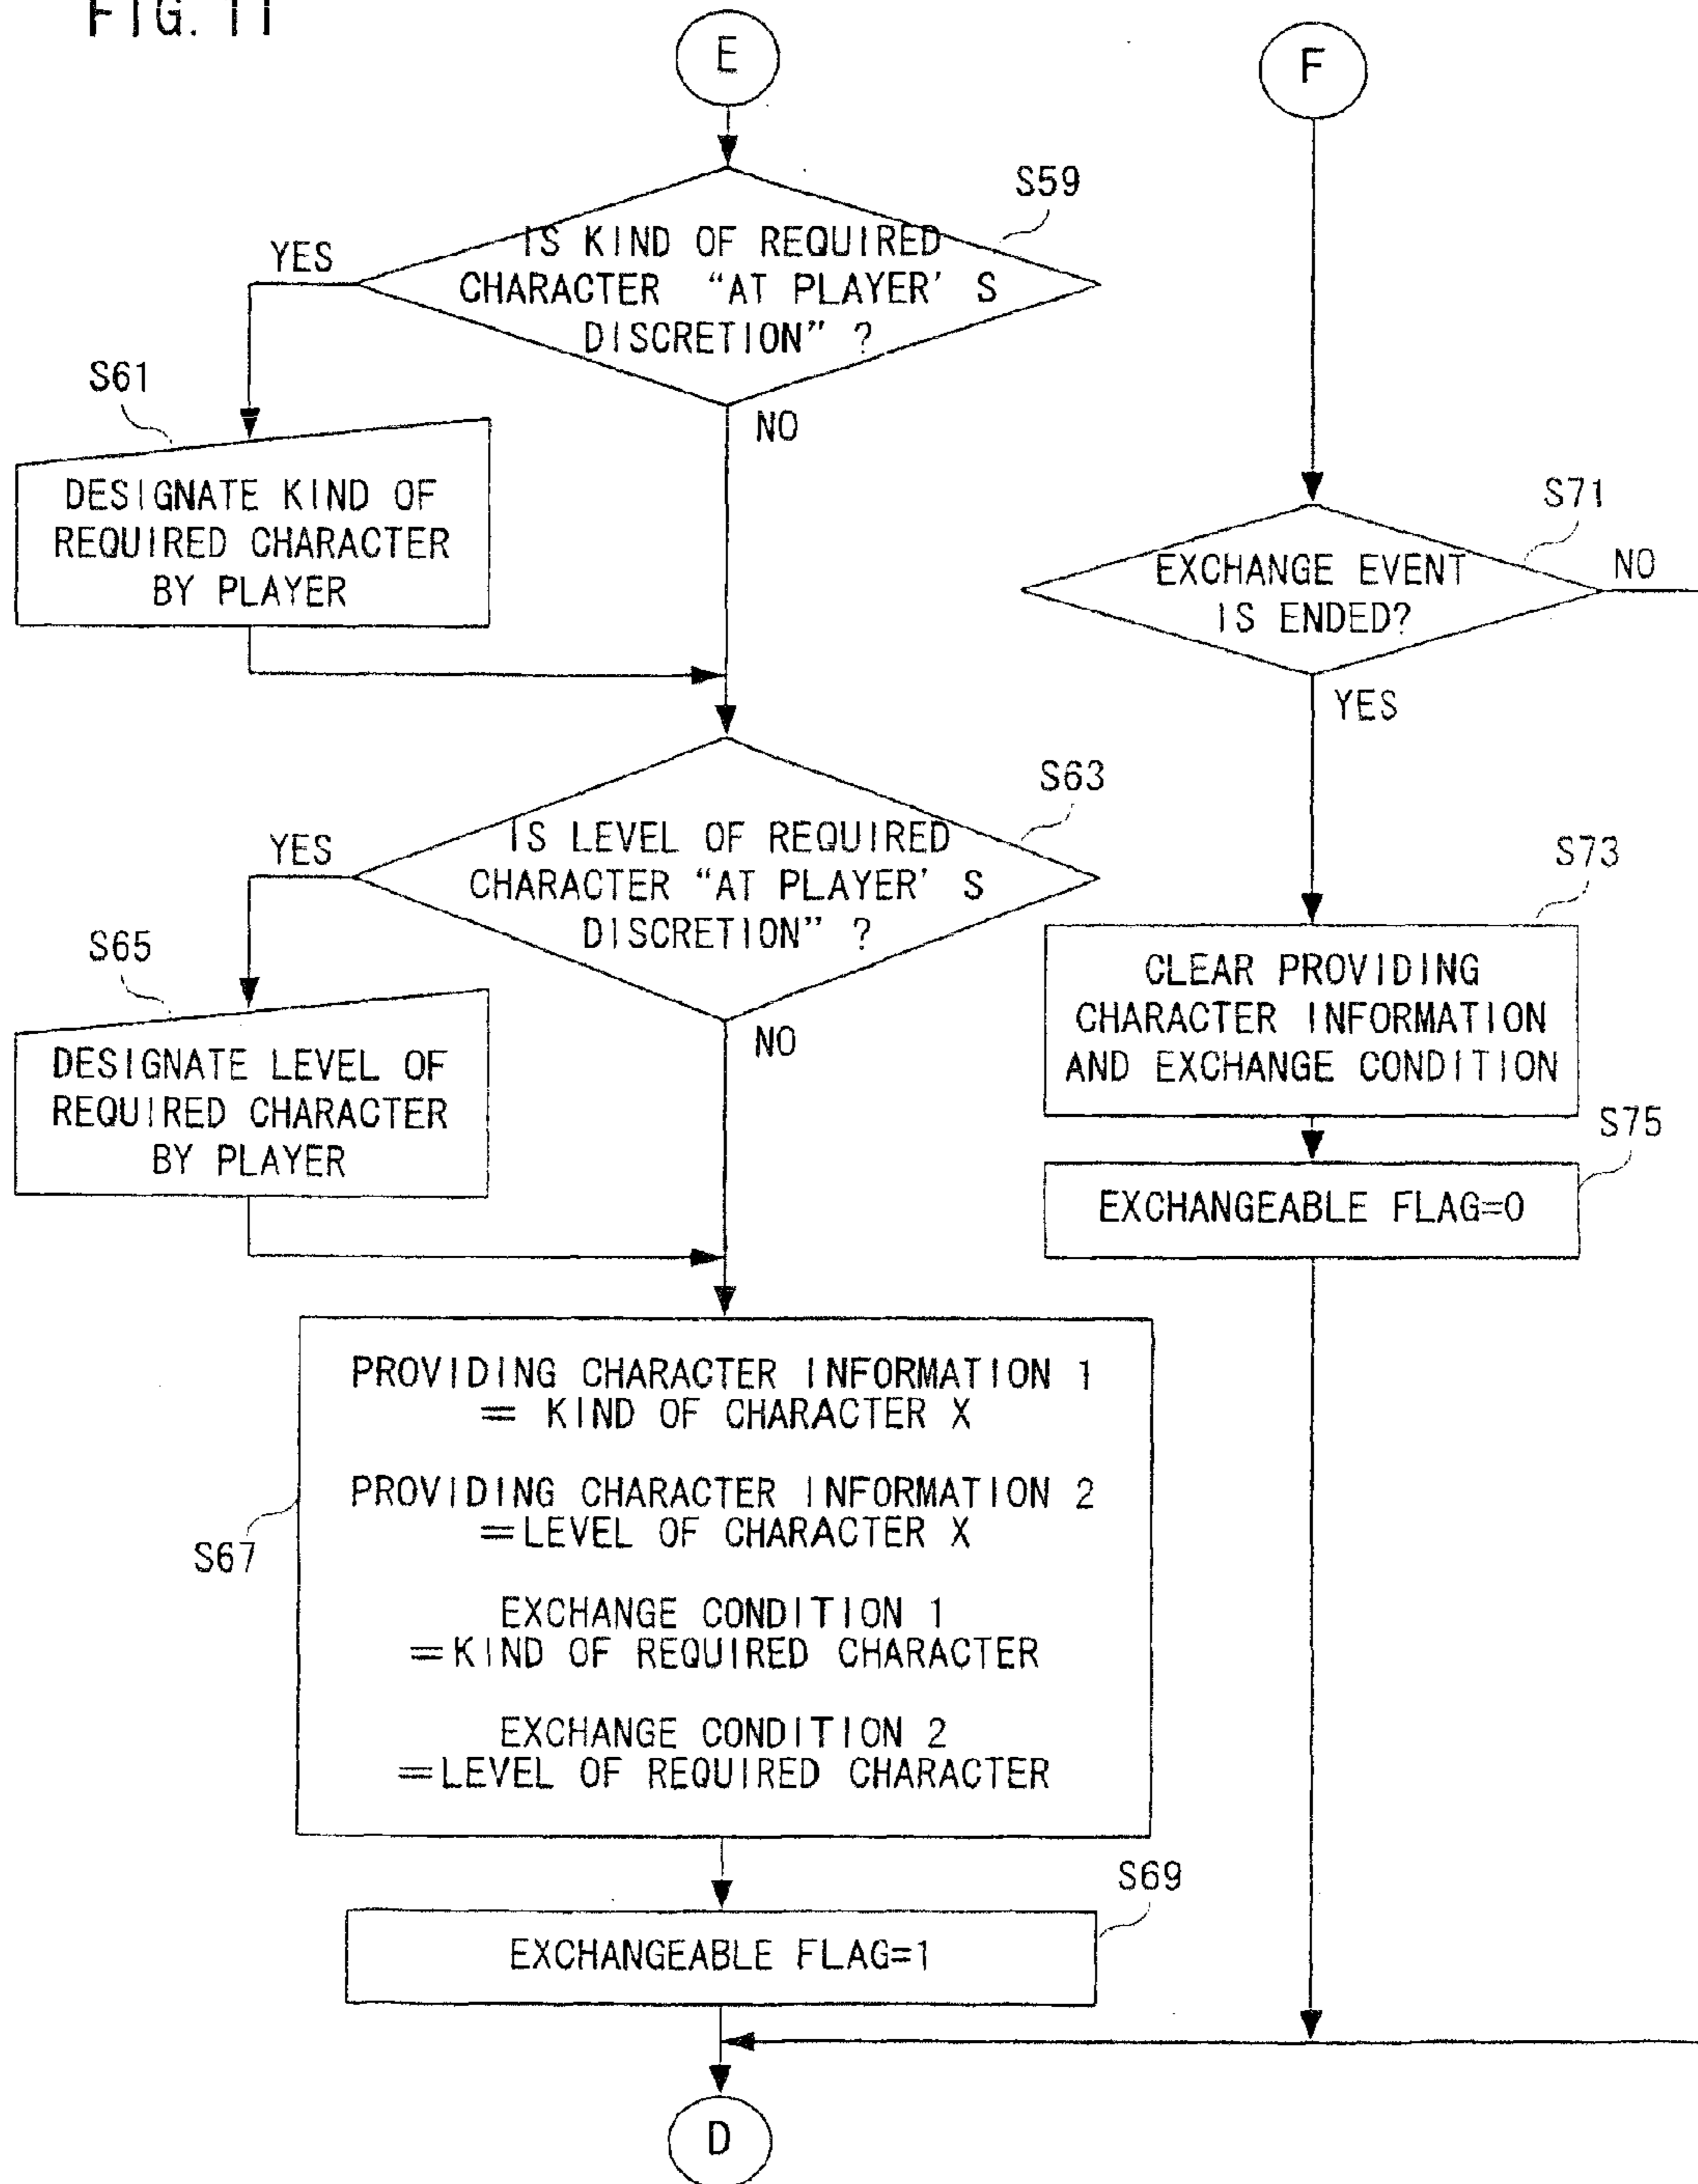 FIG. 11
E
F
S59
IS KIND OF REQUIRED
CHARACTER "AT PLAYER' S
DISCRETION" ?
YES
NO
S61
DESIGNATE KIND OF
REQUIRED CHARACTER
BY PLAYER
S71
EXCHANGE EVENT
IS ENDED?
NO
YES
S63
IS LEVEL OF REQUIRED
CHARACTER "AT PLAYER' S
DISCRETION" ?
YES
NO
S65
DESIGNATE LEVEL OF
REQUIRED CHARACTER
BY PLAYER
S73
CLEAR PROVIDING
CHARACTER INFORMATION
AND EXCHANGE CONDITION
S75
EXCHANGEABLE FLAG=0
S67
PROVIDING CHARACTER INFORMATION 1
= KIND OF CHARACTER X
PROVIDING CHARACTER INFORMATION 2
=LEVEL OF CHARACTER X
EXCHANGE CONDITION 1
=KIND OF REQUIRED CHARACTER
EXCHANGE CONDITION 2
=LEVEL OF REQUIRED CHARACTER
S69
EXCHANGEABLE FLAG=1
D